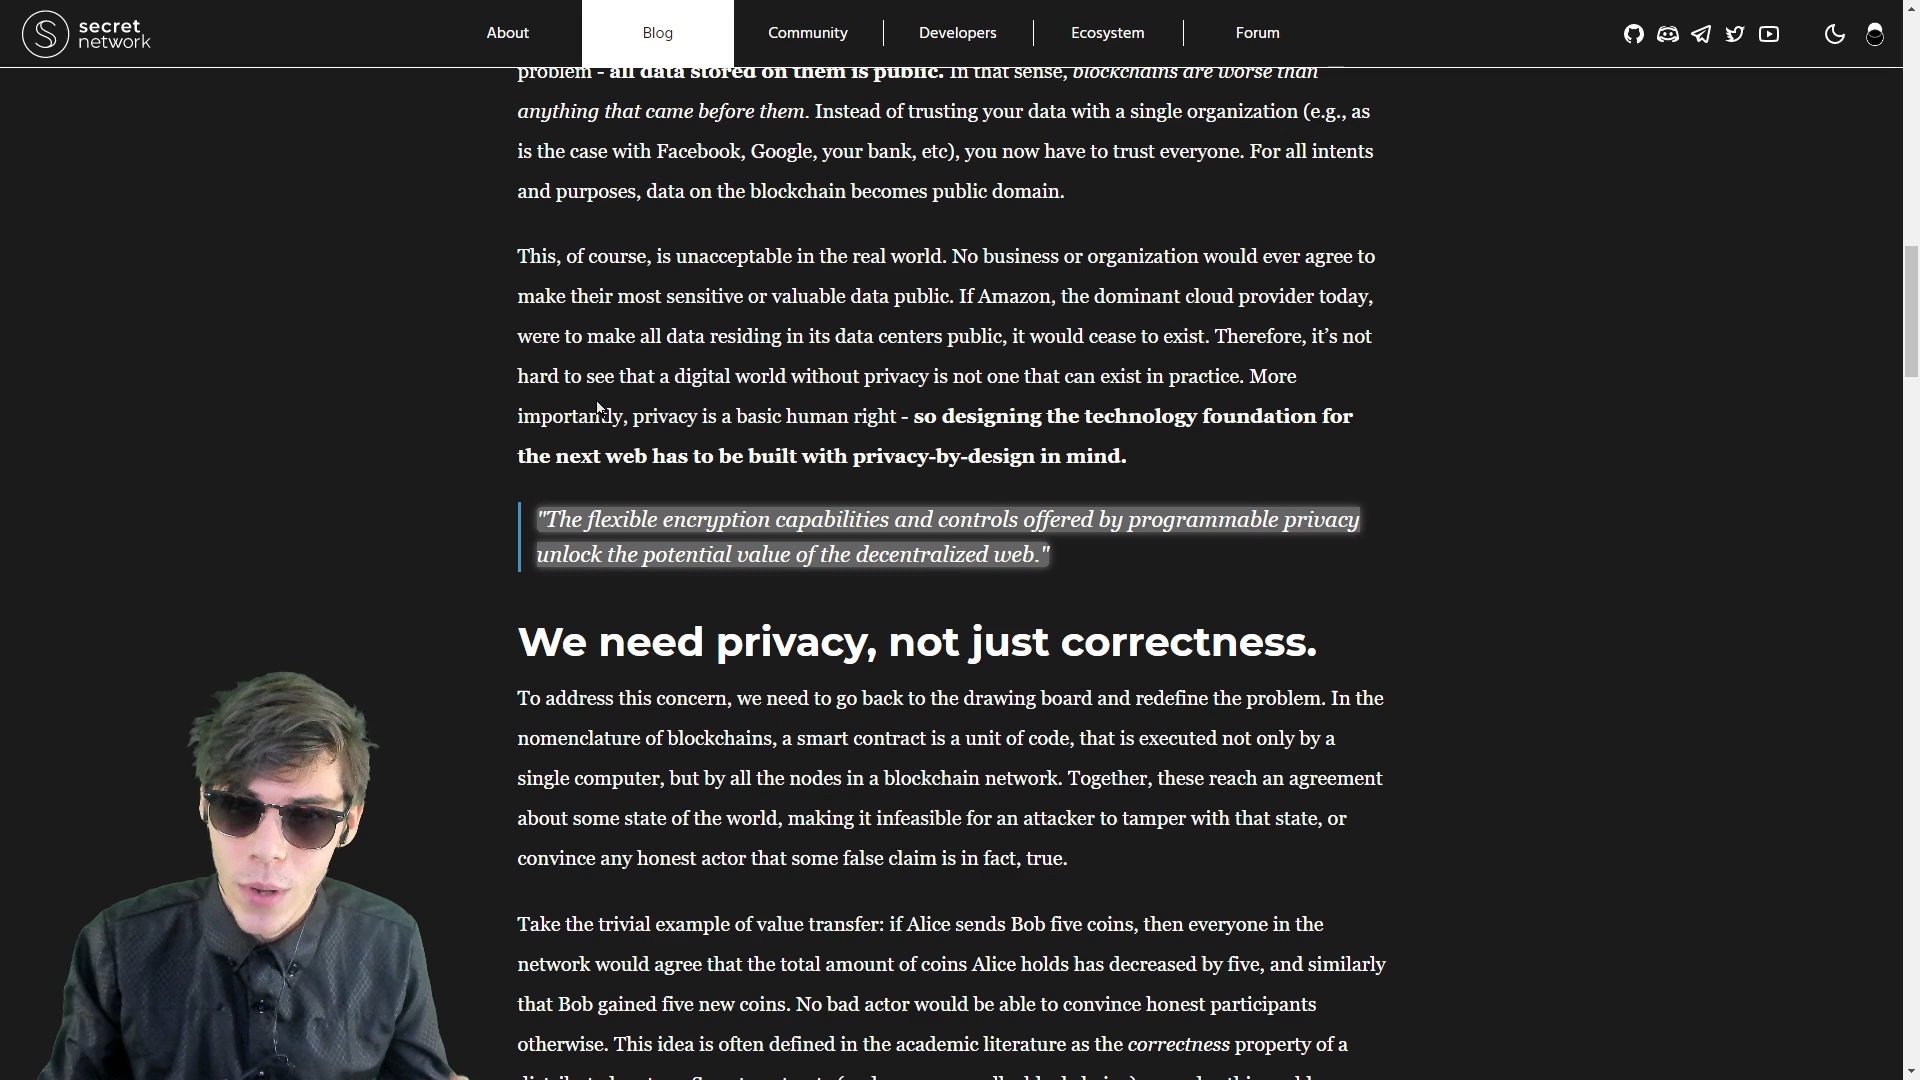 secret
network
About
Blog
Community
Developers
Ecosystem
Forum
problem - all data stored on them is public. In that sense, blockchains are worse than
anything that came before them. Instead of trusting your data with a single organization (e.g., as
is the case with Facebook, Google, your bank, etc), you now have to trust everyone. For all intents
and purposes, data on the blockchain becomes public domain.
This, of course, is unacceptable in the real world. No business or organization would ever agree to
make their most sensitive or valuable data public. If Amazon, the dominant cloud provider today,
were to make all data residing in its data centers public, it would cease to exist. Therefore, it’s not
hard to see that a digital world without privacy is not one that can exist in practice. More
importantly, privacy is a basic human right - so designing the technology foundation for
the next web has to be built with privacy-by-design in mind.
"The flexible encryption capabilities and controls offered by programmable privacy
unlock the potential value of the decentralized web."
We need privacy, not just correctness.
To address this concern, we need to go back to the drawing board and redefine the problem. In the
nomenclature of blockchains, a smart contract is a unit of code, that is executed not only by a
single computer, but by all the nodes in a blockchain network. Together, these reach an agreement
about some state of the world, making it infeasible for an attacker to tamper with that state, or
convince any honest actor that some false claim is in fact, true.
Take the trivial example of value transfer: if Alice sends Bob five coins, then everyone in the
network would agree that the total amount of coins Alice holds has decreased by five, and similarly
that Bob gained five new coins. No bad actor would be able to convince honest participants
otherwise. This idea is often defined in the academic literature as the correctness property of a